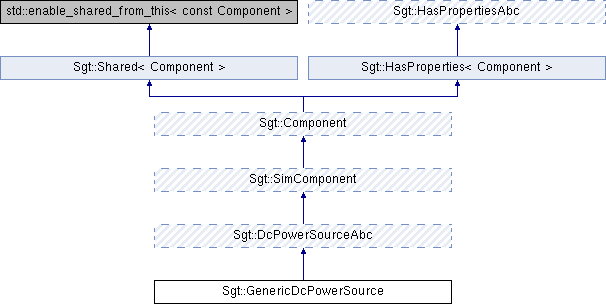 std::enable_shared_from_this< const Component >
Sgt::HasPropertiesAbc
Sgt::Shared< Component >
Sgt::HasProperties< Component >
Sgt::Component
Sgt::SimComponent
Sgt::DcPowerSourceAbc
Sgt::GenericDcPowerSource